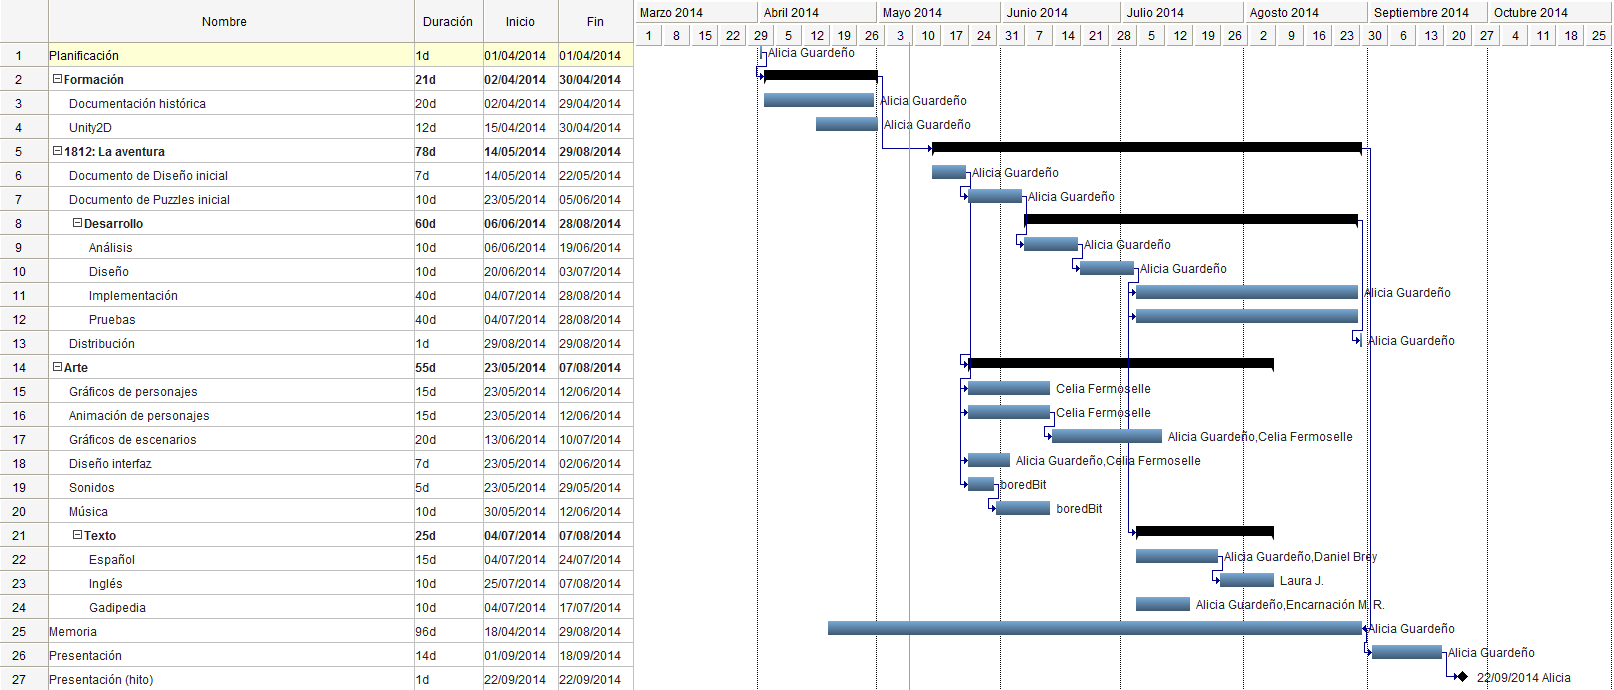 Nombre Duración Inicio Fin Marzo 2014 Abril 2014 Mayo 2014 Junio 2014 Julio 2014 Agosto 2014 Septiembre 2014 Octubre 2014
1 8 15 22 29 5 12 19 26 3 10 17 24 31 7 14 21 28 5 12 19 26 2 9 16 23 30 6 13 20 27 4 11 18 25
1 Planificación 1d 01/04/2014 01/04/2014 Alicia Guardeño
2 Formación 21d 02/04/2014 30/04/2014
3 Documentación histórica 20d 02/04/2014 29/04/2014 Alicia Guardeño
4 Unity2D 12d 15/04/2014 30/04/2014 Alicia Guardeño
5 1812: La aventura 78d 14/05/2014 29/08/2014
6 Documento de Diseño inicial 7d 14/05/2014 22/05/2014 Alicia Guardeño
7 Documento de Puzzles inicial 10d 23/05/2014 05/06/2014 Alicia Guardeño
8 Desarrollo 60d 06/06/2014 28/08/2014
9 Análisis 10d 06/06/2014 19/06/2014 Alicia Guardeño
10 Diseño 10d 20/06/2014 03/07/2014 Alicia Guardeño
11 Implementación 40d 04/07/2014 28/08/2014 Alicia Guardeño
12 Pruebas 40d 04/07/2014 28/08/2014
13 Distribución 1d 29/08/2014 29/08/2014 Alicia Guardeño
14 Arte 55d 23/05/2014 07/08/2014
15 Gráficos de personajes 15d 23/05/2014 12/06/2014 Celia Fermoselle
16 Animación de personajes 15d 23/05/2014 12/06/2014 Celia Fermoselle
17 Gráficos de escenarios 20d 13/06/2014 10/07/2014 Alicia Guardeño,Celia Fermoselle
18 Diseño interfaz 7d 23/05/2014 02/06/2014 Alicia Guardeño,Celia Fermoselle
19 Sonidos 5d 23/05/2014 29/05/2014 boredBit
20 Música 10d 30/05/2014 12/06/2014 boredBit
21 Texto 25d 04/07/2014 07/08/2014
22 Español 15d 04/07/2014 24/07/2014 Alicia Guardeño,Daniel Brey
23 Inglés 10d 25/07/2014 07/08/2014 Laura J.
24 Gadipedia 10d 04/07/2014 17/07/2014 Alicia Guardeño,Encarnación M. R.
25 Memoria 96d 18/04/2014 29/08/2014 Alicia Guardeño
26 Presentación 14d 01/09/2014 18/09/2014 Alicia Guardeño
27 Presentación (hito) 1d 22/09/2014 22/09/2014 22/09/2014 Alicia